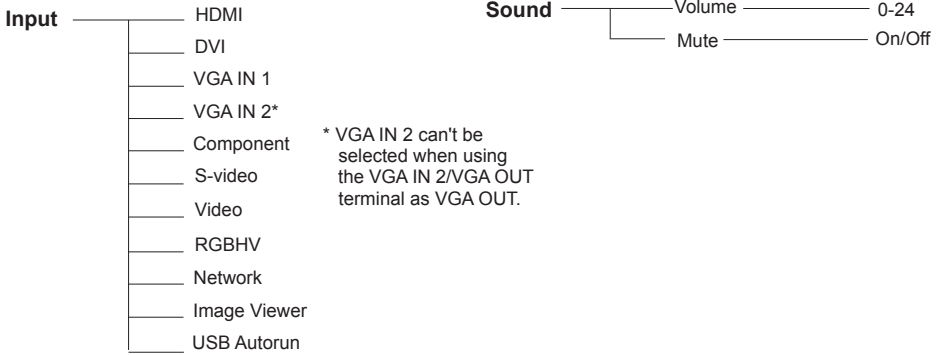 Input
HDMI
DVI
VGA IN 1
VGA IN 2*
Component
S-video
Video
RGBHV
Network
Image Viewer
USB Autorun
* VGA IN 2 can't be
selected when using
the VGA IN 2/VGA OUT
terminal as VGA OUT.
Sound
Volume
0-24
Mute
On/Off